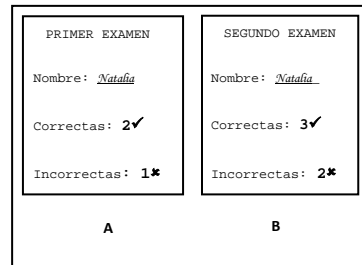 PRIMER EXAMEN
Nombre: Natalia
Correctas: 2✓
Incorrectas: 1✖
A
SEGUNDO EXAMEN
Nombre: Natalia
Correctas: 3✓
Incorrectas: 2✖
B